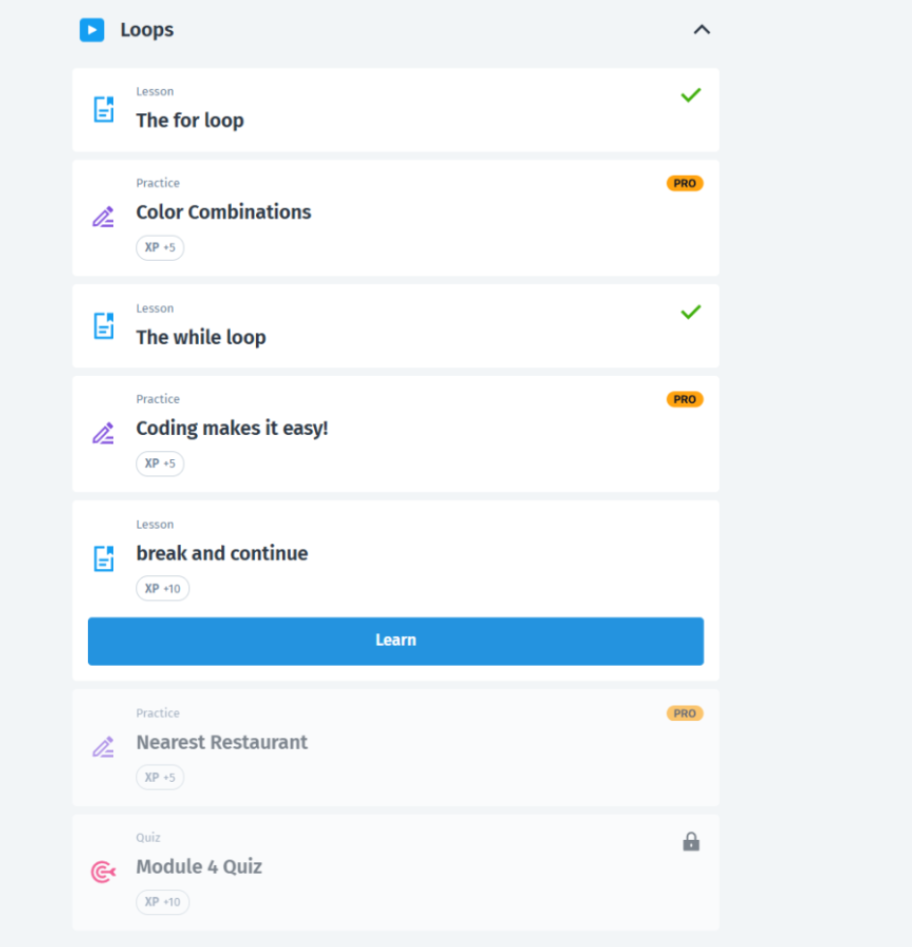 Loops
Lesson
The for loop
Practice
PRO
Color Combinations
XP +5
Lesson
The while loop
Practice
PRO
Coding makes it easy!
XP +5
Lesson
break and continue
XP +10
Learn
Practice
PRO
Nearest Restaurant
XP +5
Quiz
Module 4 Quiz
XP +10